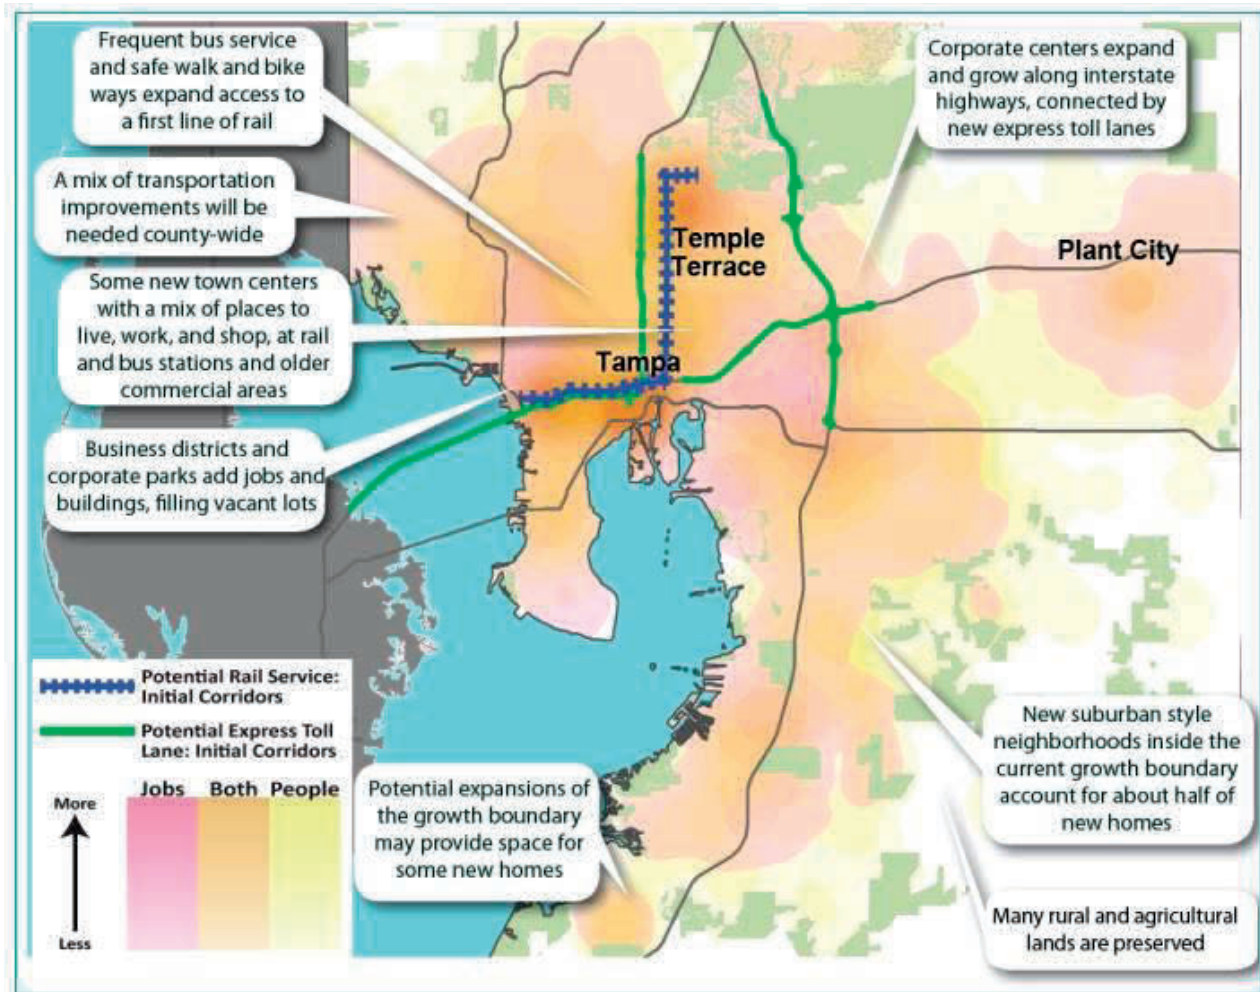 Frequent bus service
and safe walk and bike
ways expand access to
a first line of rail
Corporate centers expand
and grow along interstate
highways, connected by
new express toll lanes
A mix of transportation
improvements will be
needed county-wide
Temple
Terrace
Plant City
Some new town centers
with a mix of places to
live, work, and shop, at rail
and bus stations and older
commercial areas
Tampa
Business districts and
corporate parks add jobs and
buildings, filling vacant lots
Potential Rail Service:
Initial Corridors
Potential Express Toll
Lane: Initial Corridors
Jobs Both People
More
Less
Potential expansions of
the growth boundary
may provide space for
some new homes
New suburban style
neighborhoods inside the
current growth boundary
account for about half of
new homes
Many rural and agricultural
lands are preserved